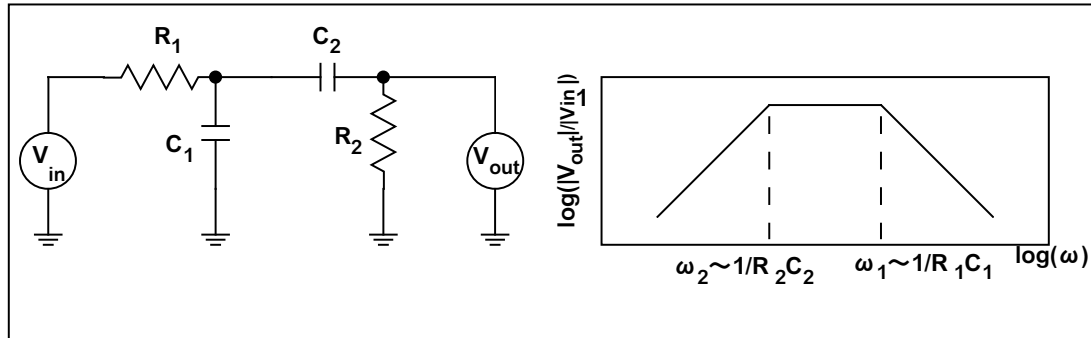 R1
C2
C1
R2
Vin
Vout
log(|Vout|/|Vin|)
1
ω2~1/R2C2
ω1~1/R1C1
log(ω)